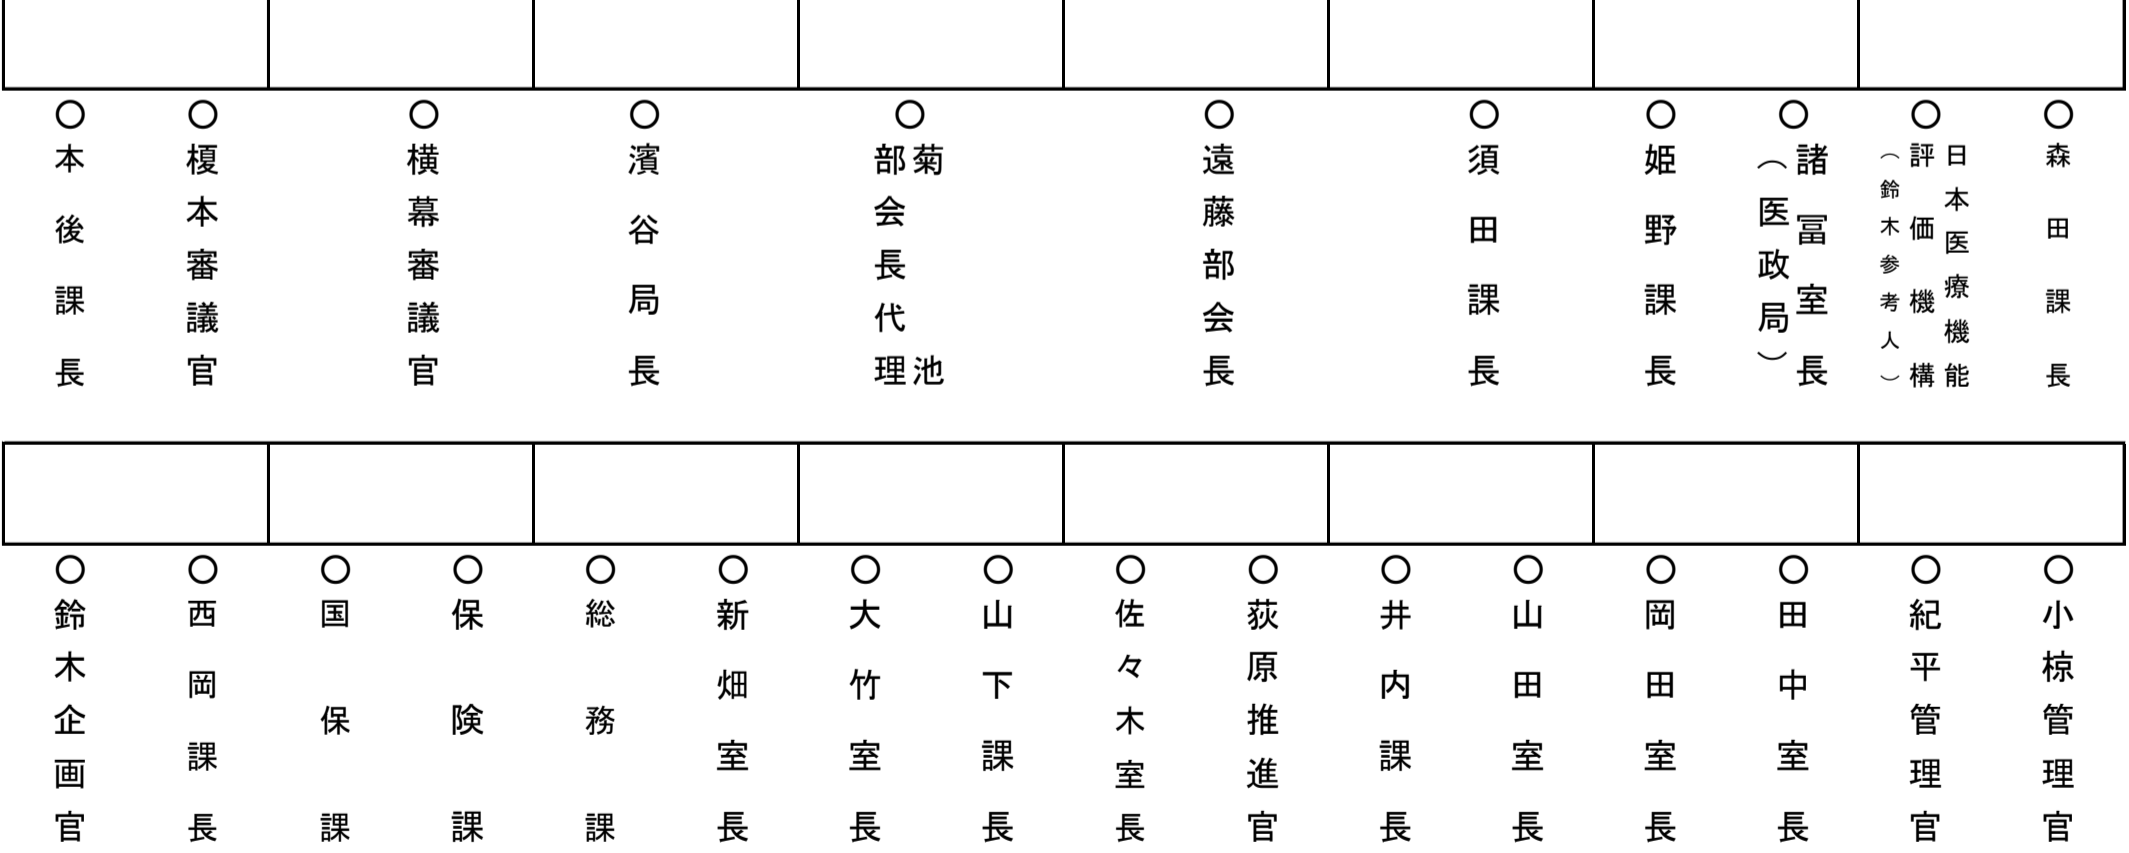 森田課長
日本医療機能
評価機構
（鈴木参考人）
諸冨室長
（医政局）
姫野課長
須田課長
遠藤部会長
菊池
部会長代理
濱谷局長
横幕審議官
榎本審議官
本後課長
小椋管理官
紀平管理官
田中室長
岡田室長
山田室長
井内課長
荻原推進官
佐々木室長
山下課長
大竹室長
新畑室長
総務課
保険課
国保課
西岡課長
鈴木企画官